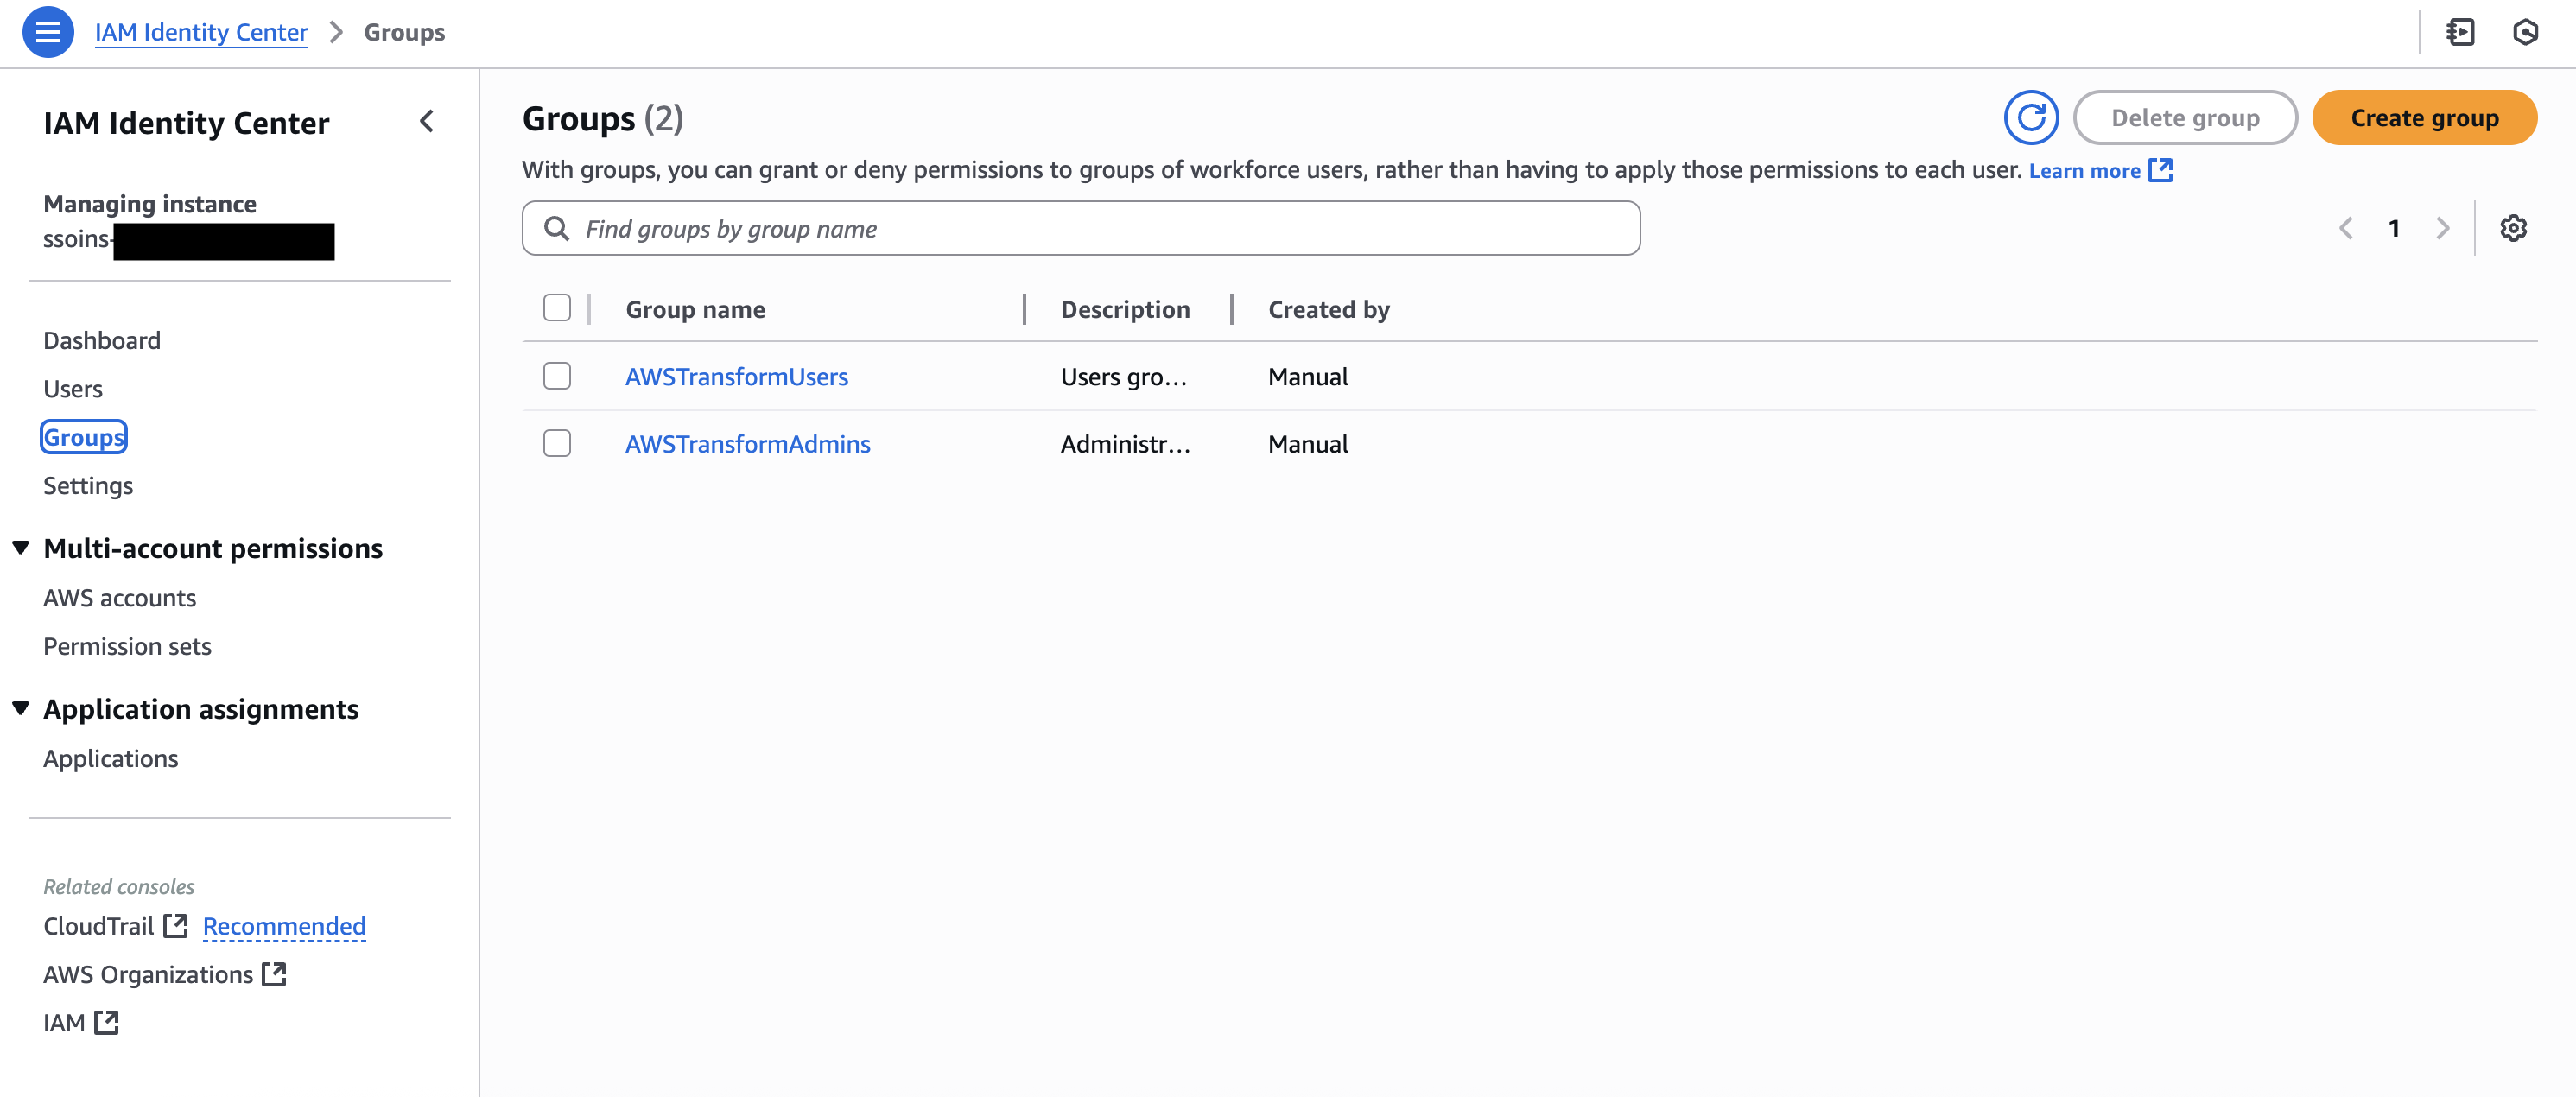 IAM Identity Center > Groups
IAM Identity Center
Managing instance
ssoins-
Dashboard
Users
Groups
Settings
Multi-account permissions
AWS accounts
Permission sets
Application assignments
Applications
Related consoles
CloudTrail Recommended
AWS Organizations
IAM
Groups (2)
Delete group
Create group
With groups, you can grant or deny permissions to groups of workforce users, rather than having to apply those permissions to each user. Learn more
Find groups by group name
1
Group name Description Created by
AWSTransformUsers Users gro... Manual
AWSTransformAdmins Administr... Manual